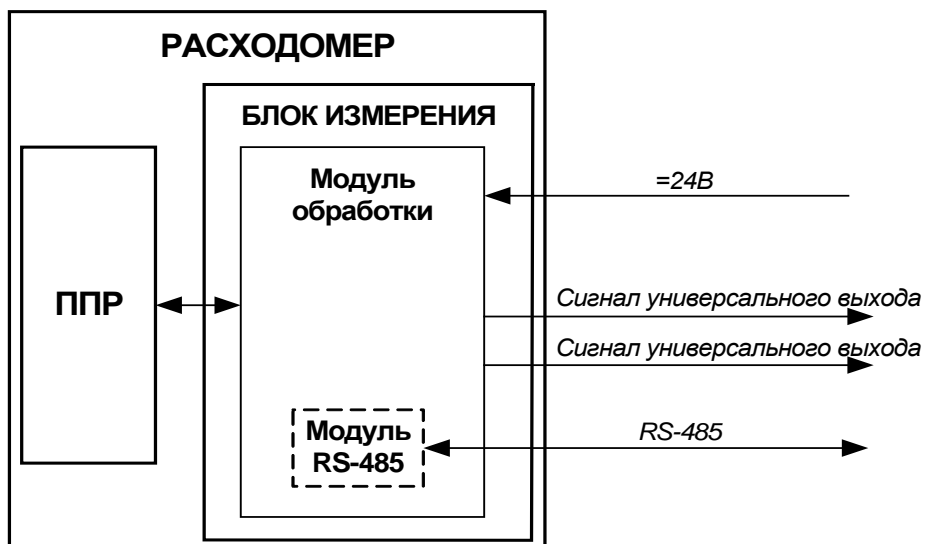 РАСХОДОМЕР
БЛОК ИЗМЕРЕНИЯ
Модуль
обработки
=24В
ППР
Сигнал универсального выхода
Сигнал универсального выхода
Модуль
RS-485
RS-485